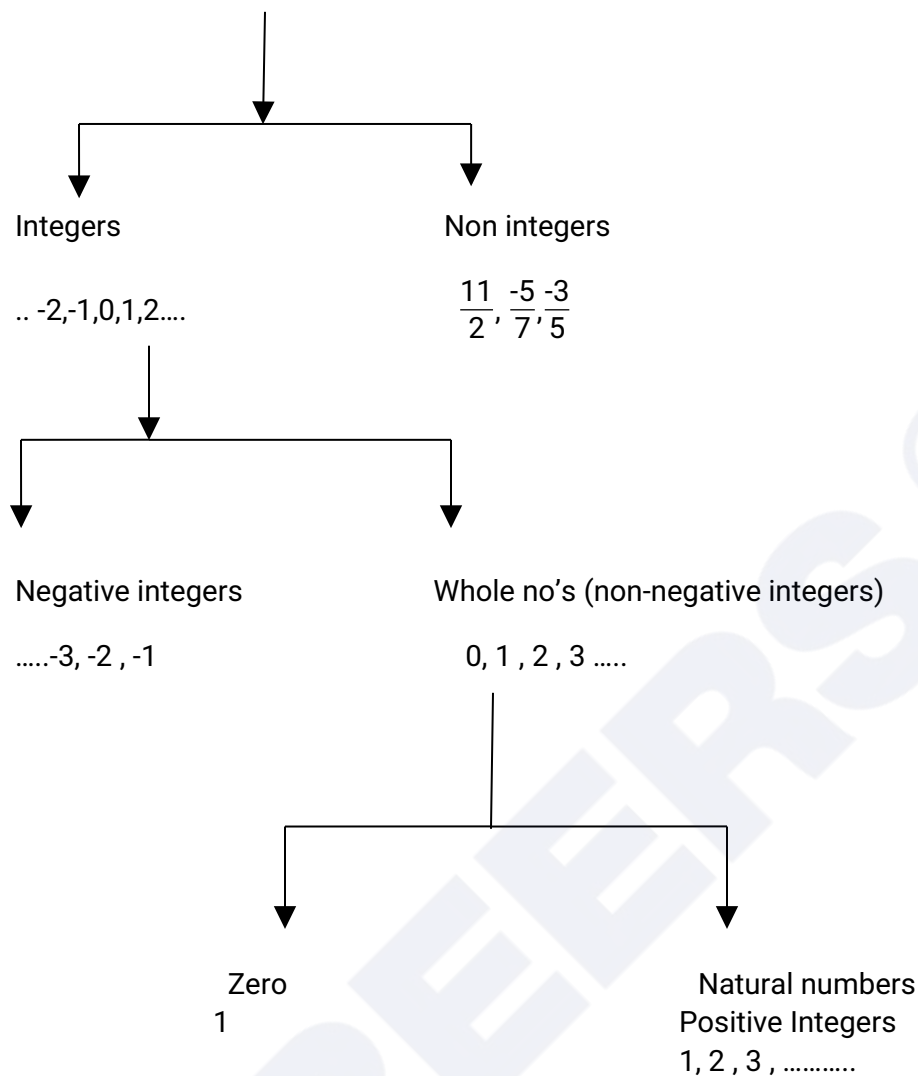 Integers Non integers
.. -2,-1,0,1,2....
11/2, -5/7, -3/5
Negative integers Whole no's (non-negative integers)
.....-3, -2 , -1 0, 1 , 2 , 3 .....
Zero Natural numbers
1 Positive Integers
1, 2 , 3 , ...........